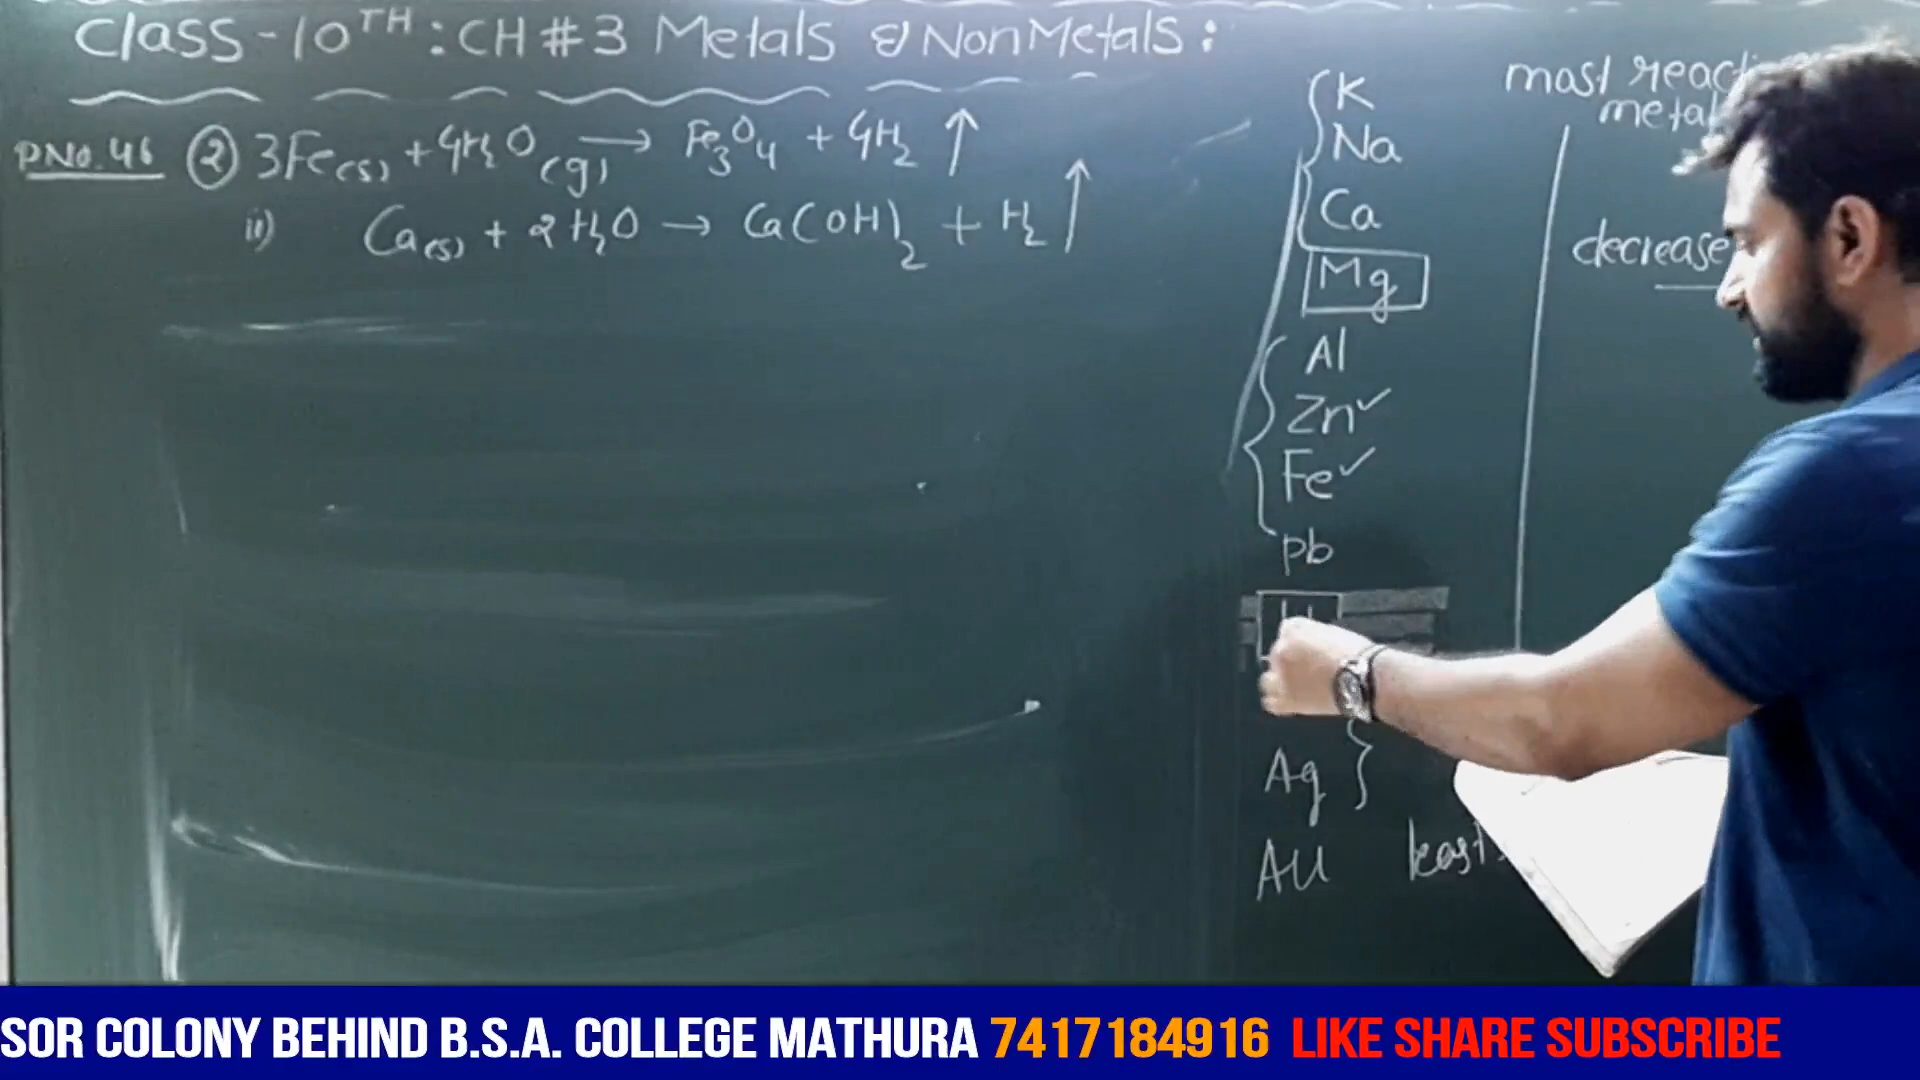 Class-10TH: CH#3 Metals & NonMetals:
P.No.46 ② 3Fe(s) + 4H2O(g) → Fe3O4 + 4H2 ↑
ii) Ca(s) + 2H2O → Ca(OH)2 + H2 ↑
K
Na
Ca
Mg
Al
Zn✓
Fe✓
Pb
Ag
Au least
most
metal
decrease
SOR COLONY BEHIND B.S.A. COLLEGE MATHURA 7417184916 LIKE SHARE SUBSCRIBE